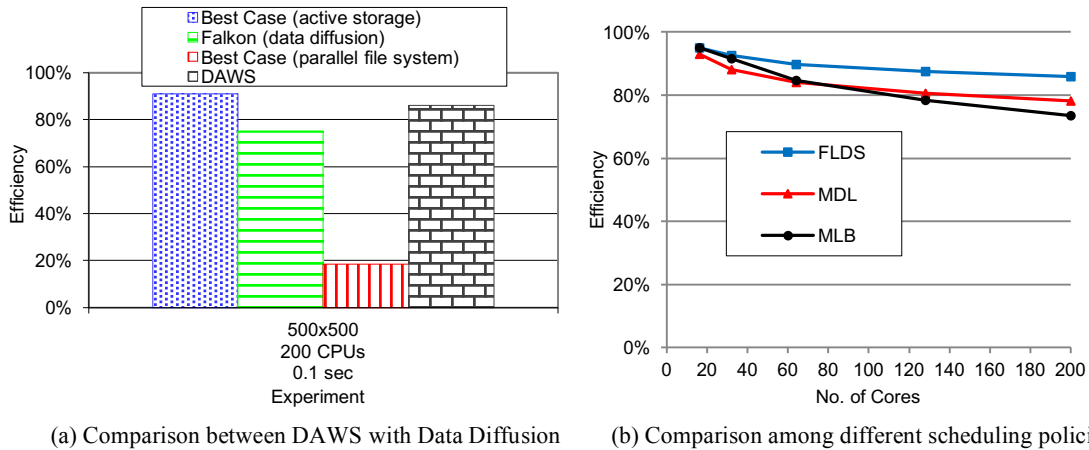 Best Case (active storage)
Falkon (data diffusion)
Best Case (parallel file system)
DAWS
100%
80%
60%
40%
20%
0%
Efficiency
500x500
200 CPUs
0.1 sec
Experiment
(a) Comparison between DAWS with Data Diffusion
100%
80%
60%
40%
20%
0%
Efficiency
FLDS
MDL
MLB
0 20 40 60 80 100 120 140 160 180 200
No. of Cores
(b) Comparison among different scheduling polici